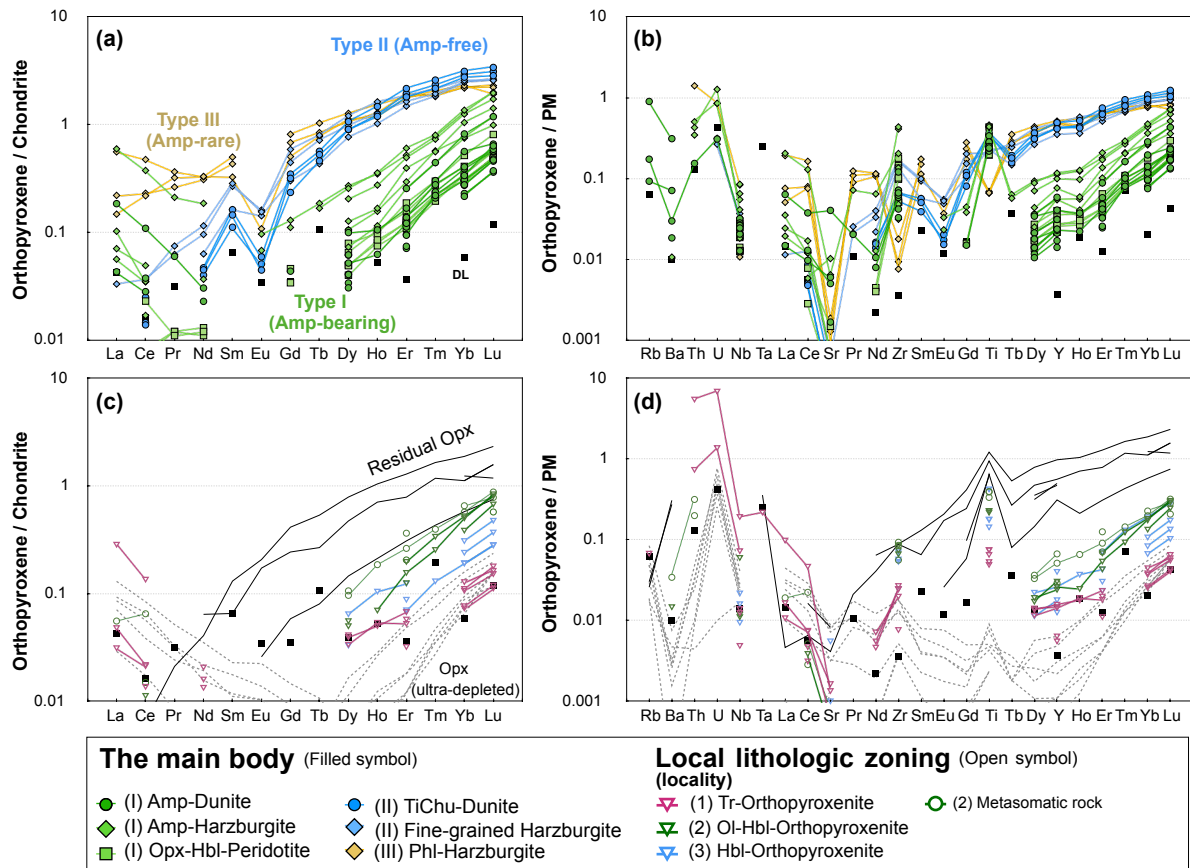 (a)
10
1
0.1
0.01
Orthopyroxene / Chondrite
Type II (Amp-free)
Type III
(Amp-rare)
Type I
(Amp-bearing)
DL
La Ce Pr Nd Sm Eu Gd Tb Dy Ho Er Tm Yb Lu
(b)
10
1
0.1
0.01
0.001
Orthopyroxene / PM
Rb Ba Th U Nb Ta La Ce Sr Pr Nd Zr Sm Eu Gd Ti Tb Dy Y Ho Er Tm Yb Lu
(c)
10
1
0.1
0.01
Orthopyroxene / Chondrite
Residual Opx
Opx
(ultra-depleted)
La Ce Pr Nd Sm Eu Gd Tb Dy Ho Er Tm Yb Lu
(d)
10
1
0.1
0.01
0.001
Orthopyroxene / PM
Rb Ba Th U Nb Ta La Ce Sr Pr Nd Zr Sm Eu Gd Ti Tb Dy Y Ho Er Tm Yb Lu
The main body (Filled symbol)
(I) Amp-Dunite
(I) Amp-Harzburgite
(I) Opx-Hbl-Peridotite
(II) TiChu-Dunite
(II) Fine-grained Harzburgite
(III) Phl-Harzburgite
Local lithologic zoning (Open symbol)
(locality)
(1) Tr-Orthopyroxenite
(2) Ol-Hbl-Orthopyroxenite
(3) Hbl-Orthopyroxenite
(2) Metasomatic rock